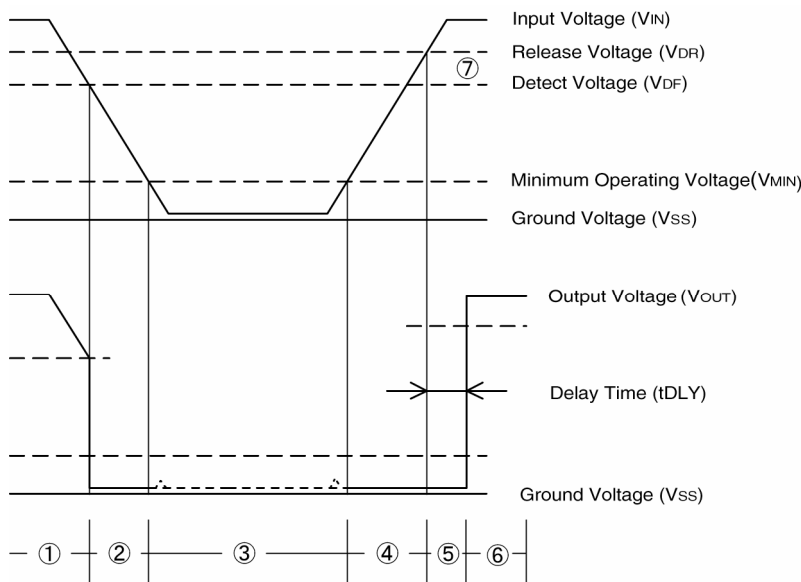 Input Voltage (VIN)
Release Voltage (VDR)
⑦
Detect Voltage (VDF)
Minimum Operating Voltage(VMIN)
Ground Voltage (VSS)
Output Voltage (VOUT)
Delay Time (tDLY)
Ground Voltage (VSS)
① ② ③ ④ ⑤ ⑥